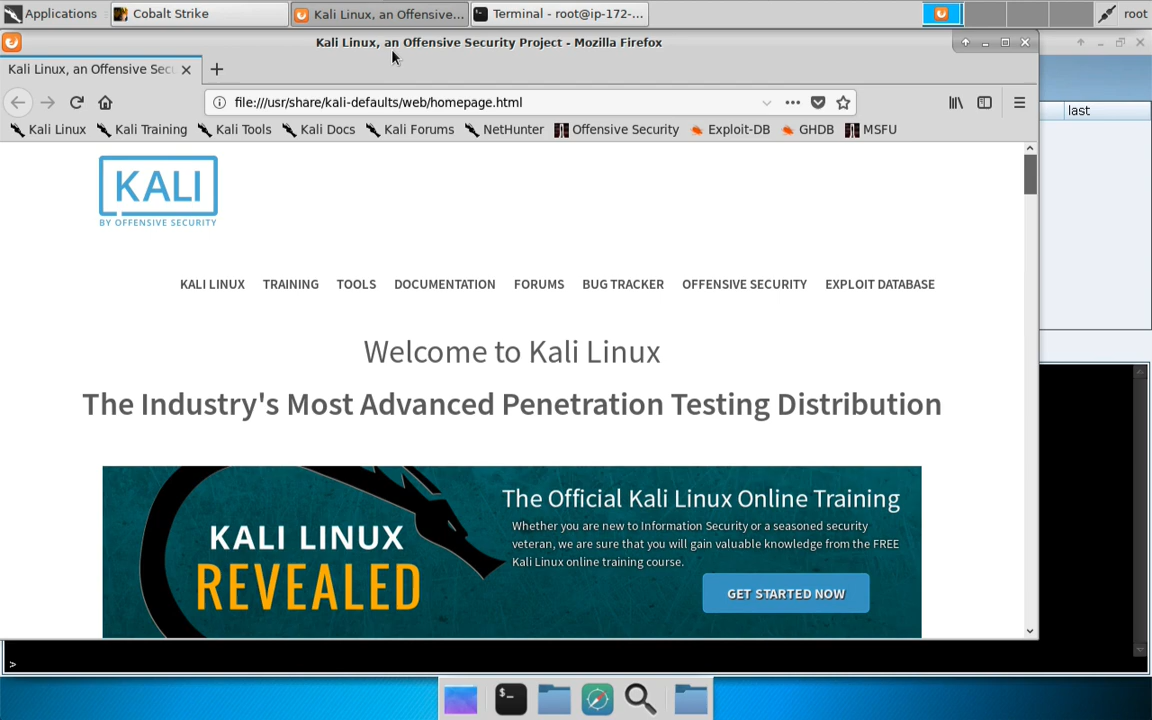 Applications
Cobalt Strike
Kali Linux, an Offensive...
Terminal - root@ip-172-...
root
Kali Linux, an Offensive Security Project - Mozilla Firefox
Kali Linux, an Offensive Sec
file:///usr/share/kali-defaults/web/homepage.html
last
Kali Linux
Kali Training
Kali Tools
Kali Docs
Kali Forums
NetHunter
Offensive Security
Exploit-DB
GHDB
MSFU
KALI
BY OFFENSIVE SECURITY
KALI LINUX
TRAINING
TOOLS
DOCUMENTATION
FORUMS
BUG TRACKER
OFFENSIVE SECURITY
EXPLOIT DATABASE
Welcome to Kali Linux
The Industry's Most Advanced Penetration Testing Distribution
KALI LINUX
REVEALED
The Official Kali Linux Online Training
Whether you are new to Information Security or a seasoned security
veteran, we are sure that you will gain valuable knowledge from the FREE
Kali Linux online training course.
GET STARTED NOW
>
$-